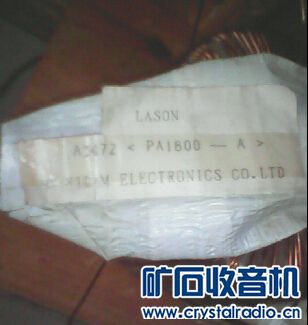 LASON
A5472 < PA1800 — A >
ELECTRONICS CO.LTD
矿石收音机
www.crystalradio.cn